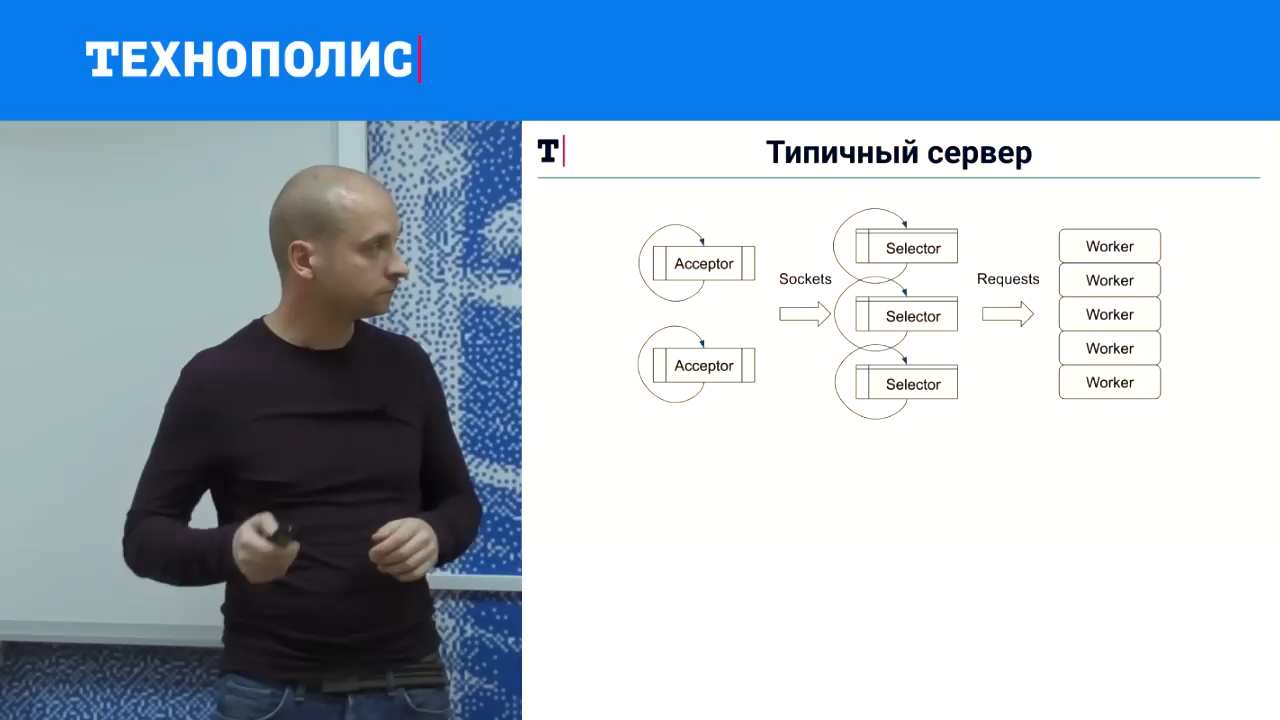 ТЕХНОПОЛИС
Т
Типичный сервер
Acceptor
Acceptor
Sockets
Selector
Selector
Selector
Requests
Worker
Worker
Worker
Worker
Worker